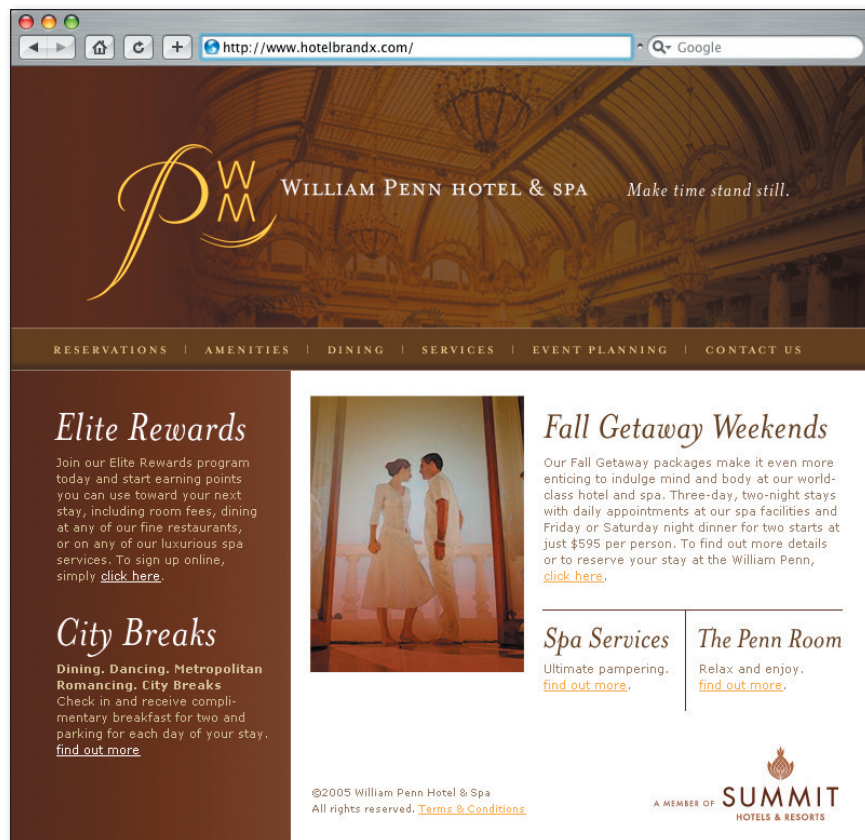 http://www.hotelbrandx.com/
Google
P
W
M
WILLIAM PENN HOTEL & SPA
Make time stand still.
RESERVATIONS | AMENITIES | DINING | SERVICES | EVENT PLANNING | CONTACT US
Elite Rewards
Join our Elite Rewards program
today and start earning points
you can use toward your next
stay, including room fees, dining
at any of our fine restaurants,
or on any of our luxurious spa
services. To sign up online,
simply click here.
City Breaks
Dining. Dancing. Metropolitan
Romancing. City Breaks
Check in and receive compli-
mentary breakfast for two and
parking for each day of your stay.
find out more
Fall Getaway Weekends
Our Fall Getaway packages make it even more
enticing to indulge mind and body at our world-
class hotel and spa. Three-day, two-night stays
with daily appointments at our spa facilities and
Friday or Saturday night dinner for two starts at
just $595 per person. To find out more details
or to reserve your stay at the William Penn,
click here.
Spa Services
Ultimate pampering.
find out more.
The Penn Room
Relax and enjoy.
find out more.
©2005 William Penn Hotel & Spa
All rights reserved. Terms & Conditions
A MEMBER OF SUMMIT
HOTELS & RESORTS